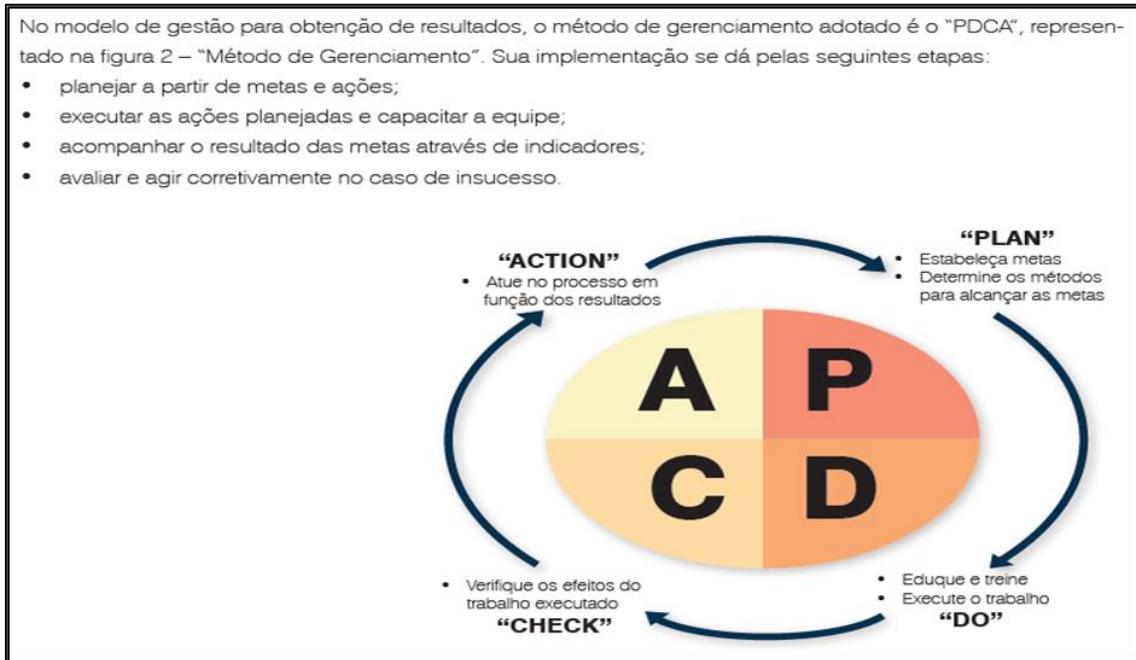 No modelo de gestão para obtenção de resultados, o método de gerenciamento adotado é o “PDCA”, represen-
tado na figura 2 – “Método de Gerenciamento”. Sua implementação se dá pelas seguintes etapas:
• planejar a partir de metas e ações;
• executar as ações planejadas e capacitar a equipe;
• acompanhar o resultado das metas através de indicadores;
• avaliar e agir corretivamente no caso de insucesso.
“ACTION”
• Atue no processo em
função dos resultados
“PLAN”
• Estabeleça metas
• Determine os métodos
para alcançar as metas
A P
C D
• Verifique os efeitos do
trabalho executado
“CHECK”
• Eduque e treine
• Execute o trabalho
“DO”